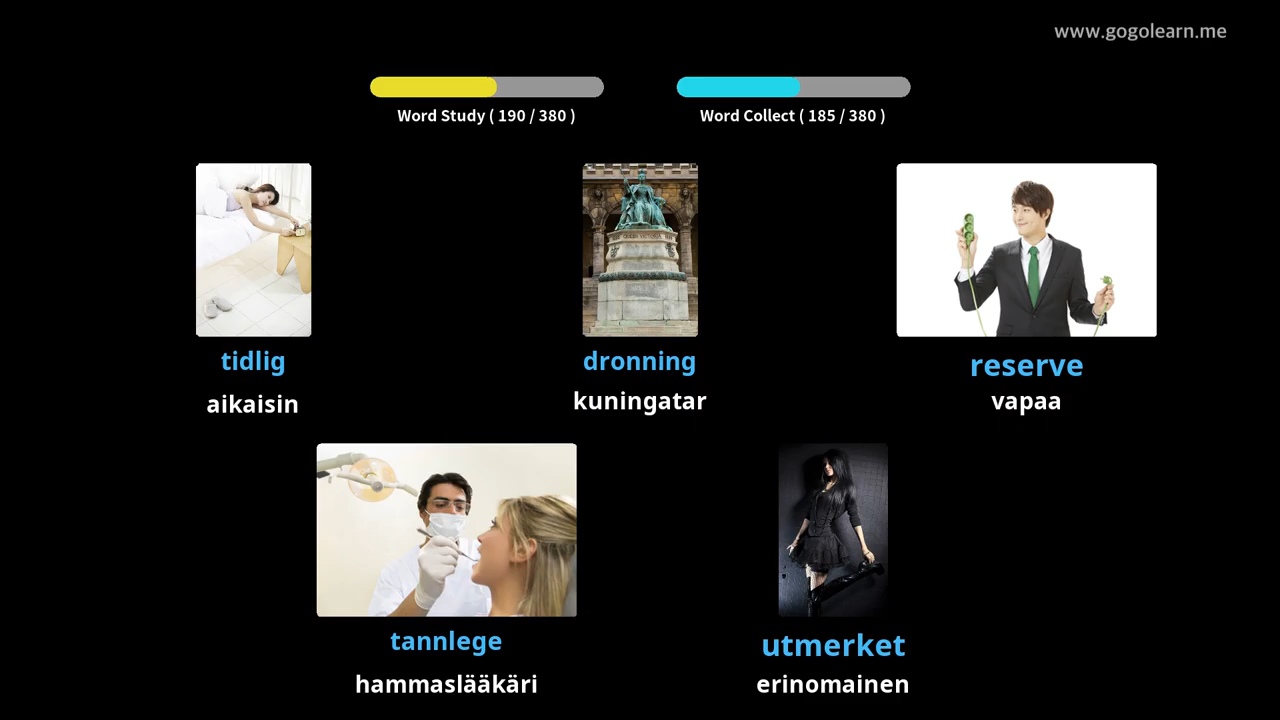 www.gogolearn.me
Word Study ( 190 / 380 )
Word Collect ( 185 / 380 )
tidlig
aikaisin
dronning
kuningatar
reserve
vapaa
tannlege
hammaslääkäri
utmerket
erinomainen